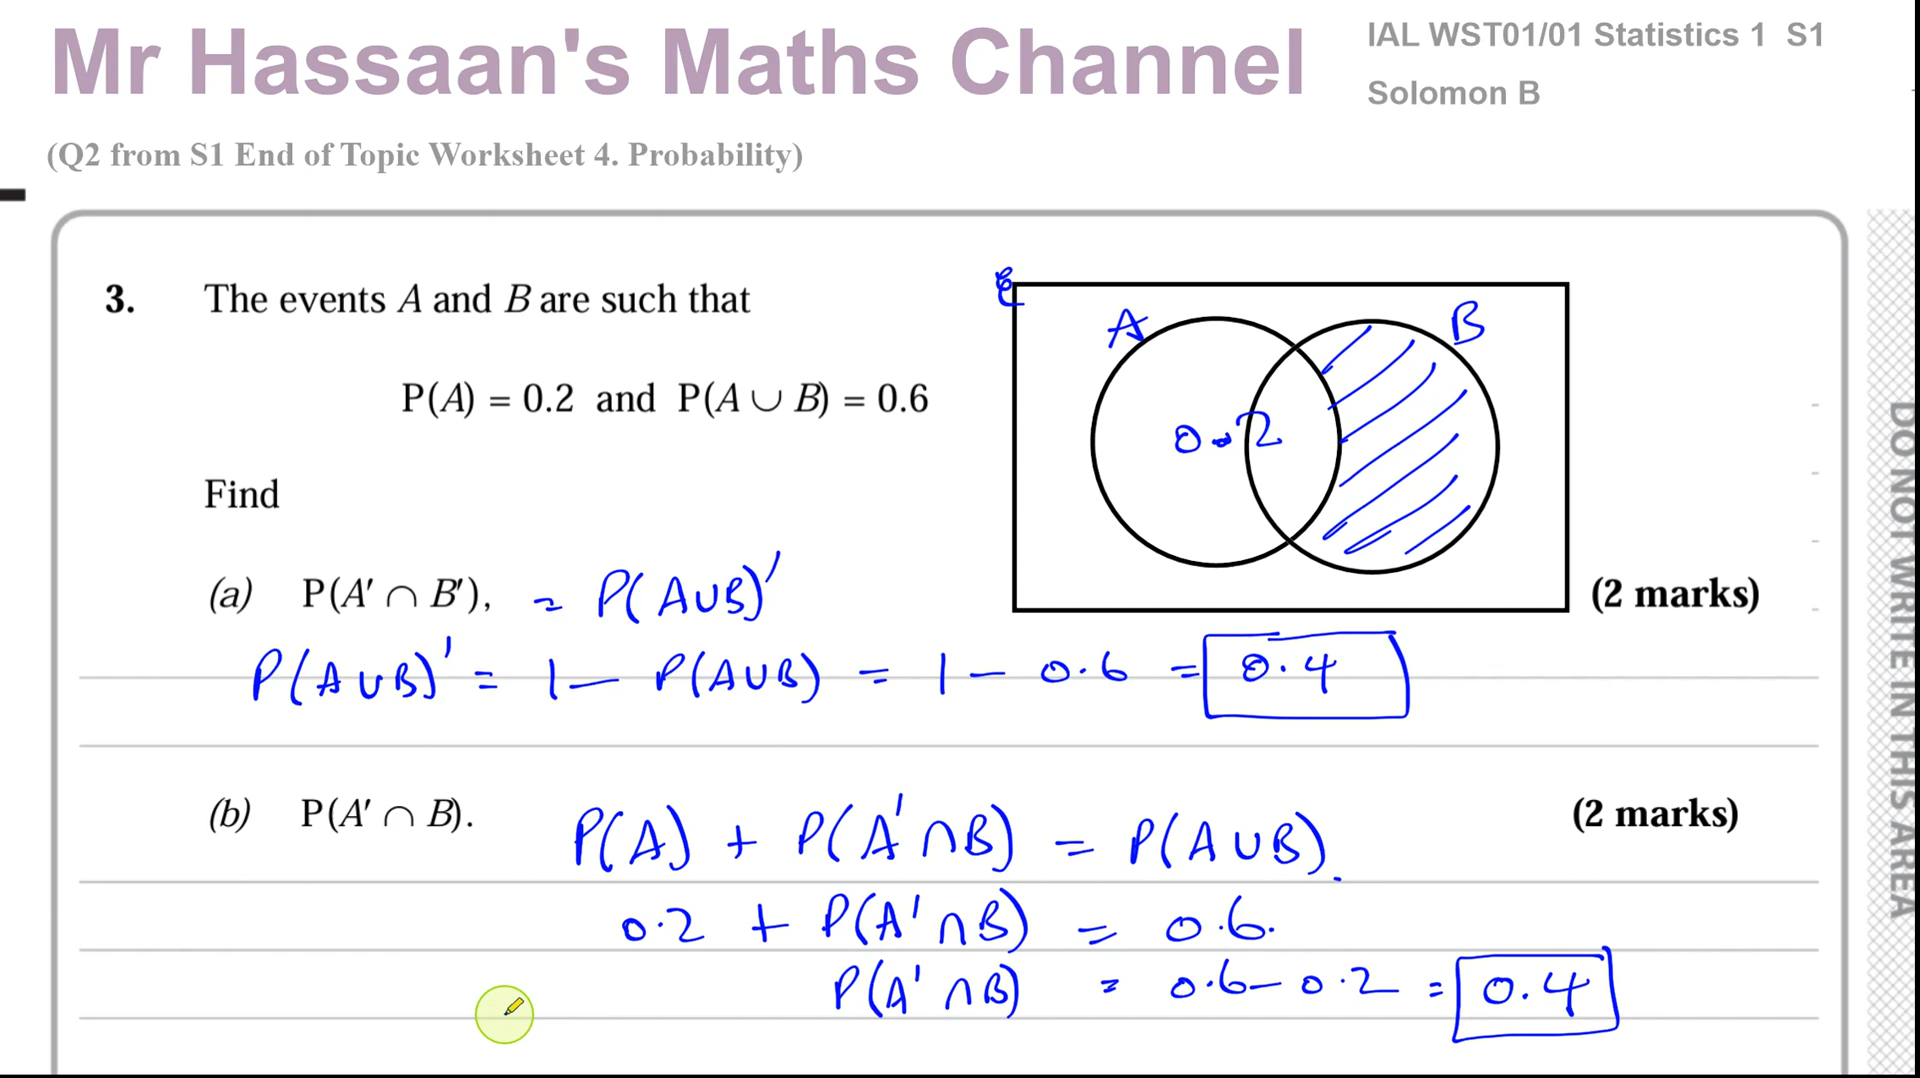 Mr Hassaan's Maths Channel
IAL WST01/01 Statistics 1 S1
Solomon B
(Q2 from S1 End of Topic Worksheet 4. Probability)
3. The events A and B are such that
P(A) = 0.2 and P(A ∪ B) = 0.6
ξ
A
B
0.2
Find
(a) P(A′ ∩ B′), = P(A∪B)′
(2 marks)
P(A∪B)′ = 1 − P(A∪B) = 1 − 0.6 = 0.4
(b) P(A′ ∩ B).
(2 marks)
P(A) + P(A′∩B) = P(A∪B).
0.2 + P(A′∩B) = 0.6.
P(A′∩B) = 0.6 − 0.2 = 0.4
DO NOT WRITE IN THIS AREA